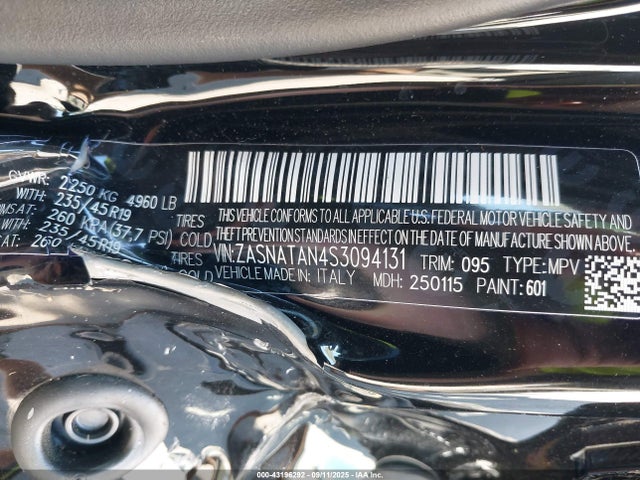 GVWR: 2250 KG 4960 LB
WITH: 235/45R19 TIRES
AT: 260 KPA (37.7 PSI) COLD
WITH: 235/45R19 TIRES
AT: 260 COLD
THIS VEHICLE CONFORMS TO ALL APPLICABLE U.S. FEDERAL MOTOR VEHICLE SAFETY AND
THEFT PREVENTION STANDARDS IN EFFECT ON THE DATE OF MANUFACTURE SHOWN ABOVE
VIN: ZASNATAN4S3094131 TRIM: 095 TYPE: MPV
VEHICLE MADE IN: ITALY MDH: 250115 PAINT: 601
000-43196292 - 09/11/2025 - IAA Inc.